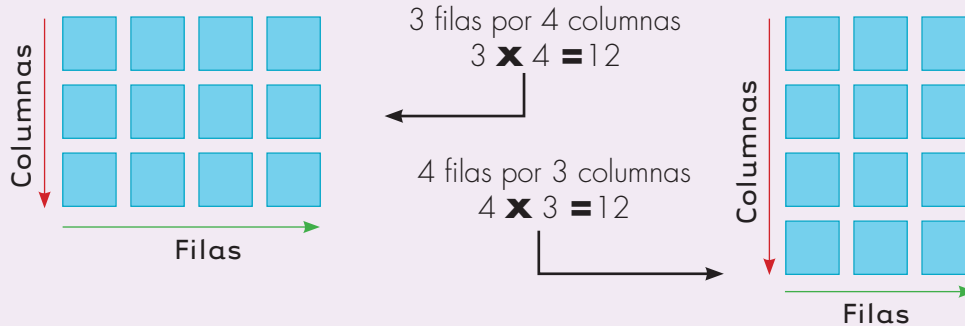 3 filas por 4 columnas
3 x 4 = 12
Columnas
Filas
4 filas por 3 columnas
4 x 3 = 12
Columnas
Filas